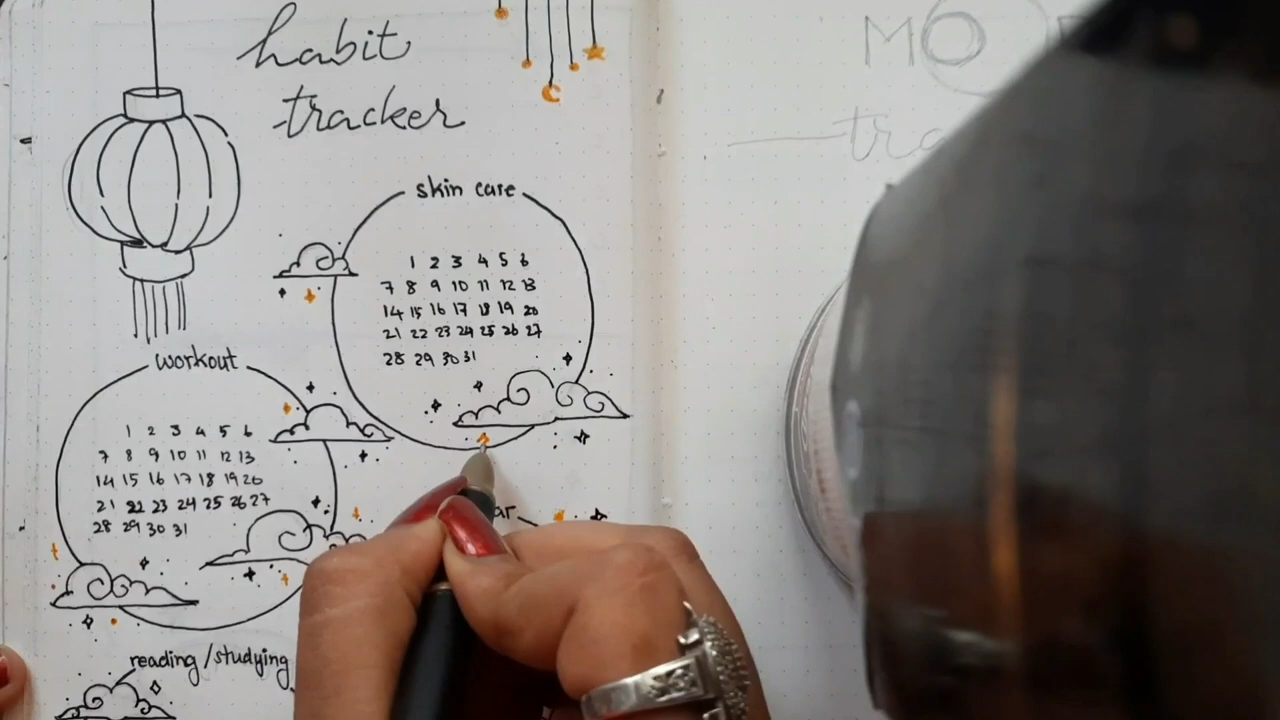 habit
tracker
skin care
1 2 3 4 5 6
7 8 9 10 11 12 13
14 15 16 17 18 19 20
21 22 23 24 25 26 27
28 29 30 31
workout
1 2 3 4 5 6
7 8 9 10 11 12 13
14 15 16 17 18 19 20
21 22 23 24 25 26 27
28 29 30 31
reading/studying